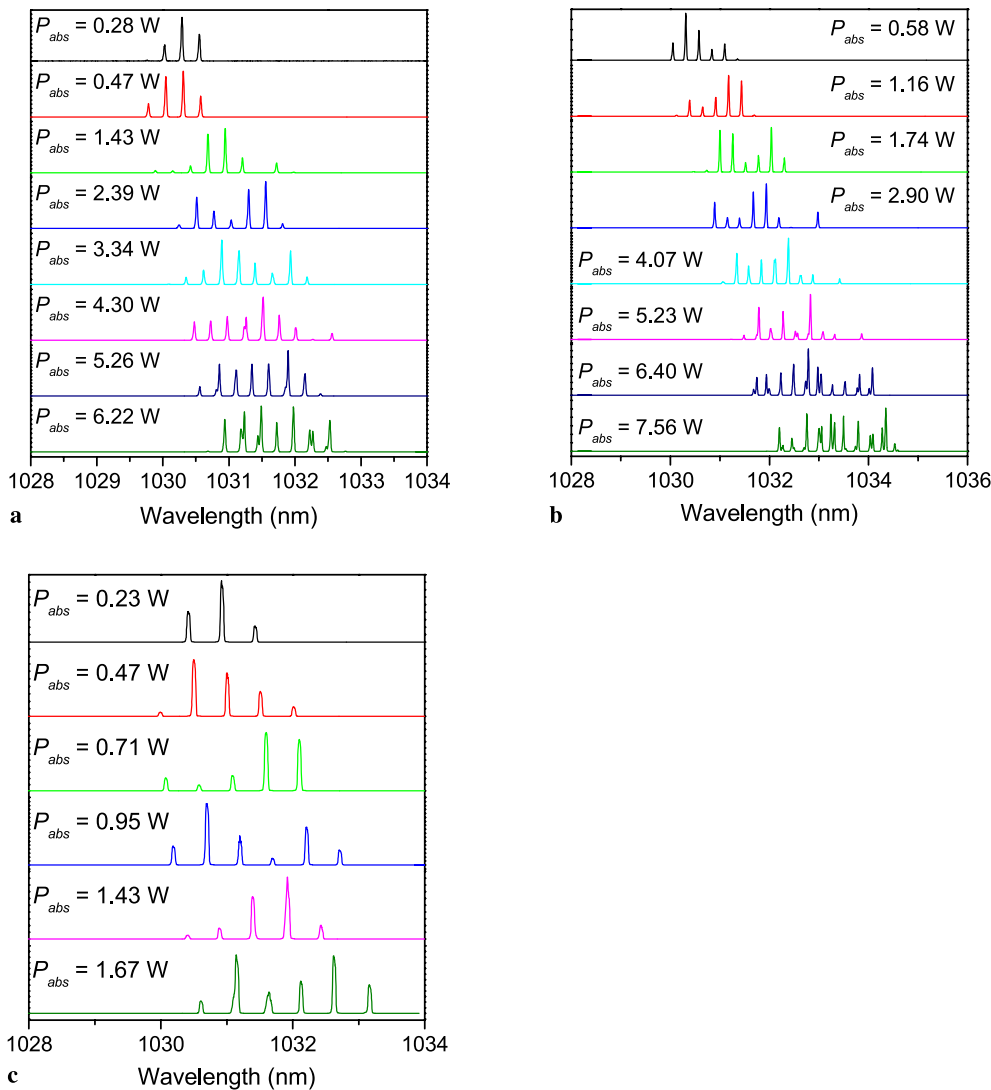 P_abs = 0.28 W
P_abs = 0.47 W
P_abs = 1.43 W
P_abs = 2.39 W
P_abs = 3.34 W
P_abs = 4.30 W
P_abs = 5.26 W
P_abs = 6.22 W
1028 1029 1030 1031 1032 1033 1034
a Wavelength (nm)
P_abs = 0.58 W
P_abs = 1.16 W
P_abs = 1.74 W
P_abs = 2.90 W
P_abs = 4.07 W
P_abs = 5.23 W
P_abs = 6.40 W
P_abs = 7.56 W
1028 1030 1032 1034 1036
b Wavelength (nm)
P_abs = 0.23 W
P_abs = 0.47 W
P_abs = 0.71 W
P_abs = 0.95 W
P_abs = 1.43 W
P_abs = 1.67 W
1028 1030 1032 1034
c Wavelength (nm)